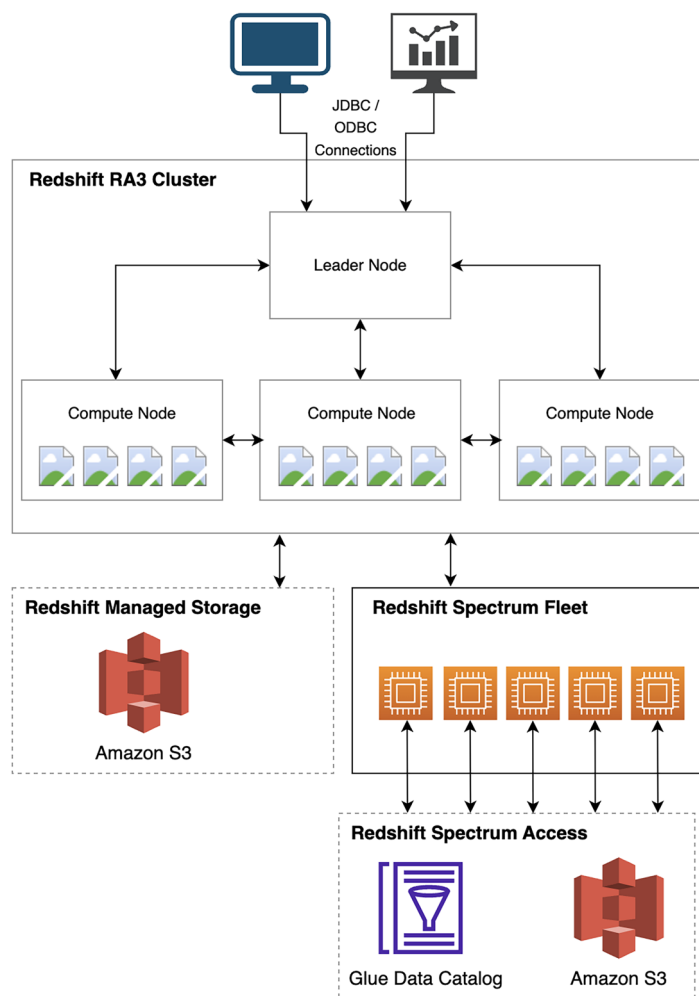 JDBC /
ODBC
Connections
Redshift RA3 Cluster
Leader Node
Compute Node
Compute Node
Compute Node
Redshift Managed Storage
Amazon S3
Redshift Spectrum Fleet
Redshift Spectrum Access
Glue Data Catalog
Amazon S3